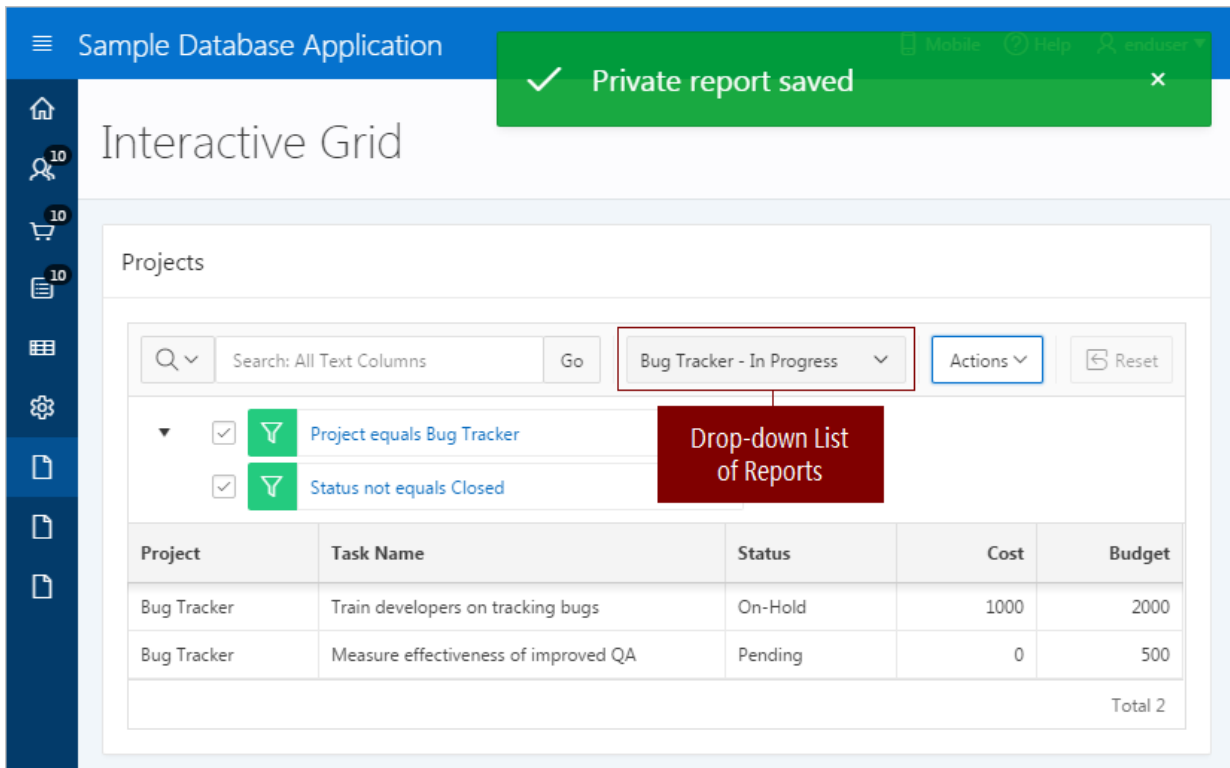 Sample Database Application
Mobile Help enduser
Private report saved
Interactive Grid
10
10
10
Projects
Search: All Text Columns Go Bug Tracker - In Progress Actions Reset
Project equals Bug Tracker
Status not equals Closed
Drop-down List
of Reports
Project Task Name Status Cost Budget
Bug Tracker Train developers on tracking bugs On-Hold 1000 2000
Bug Tracker Measure effectiveness of improved QA Pending 0 500
Total 2